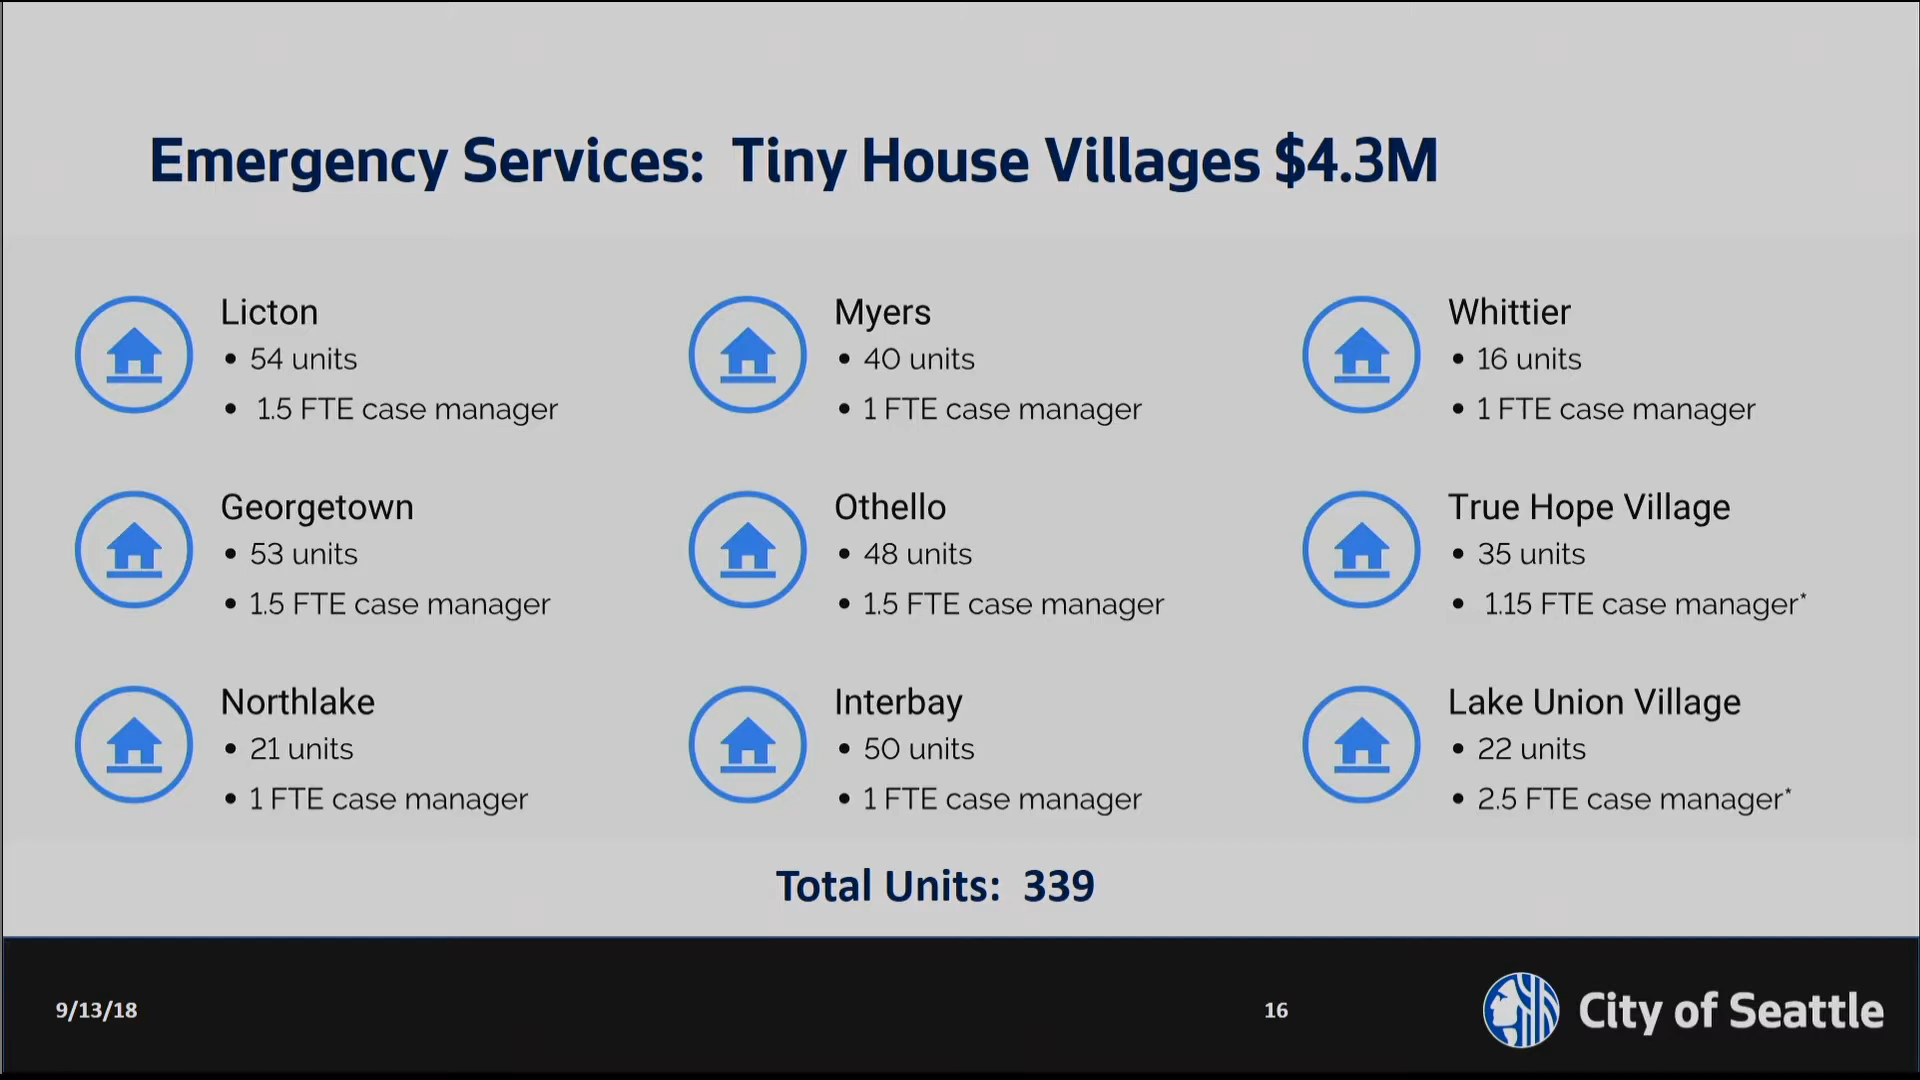 Emergency Services: Tiny House Villages $4.3M
Licton
• 54 units
• 1.5 FTE case manager
Myers
• 40 units
• 1 FTE case manager
Whittier
• 16 units
• 1 FTE case manager
Georgetown
• 53 units
• 1.5 FTE case manager
Othello
• 48 units
• 1.5 FTE case manager
True Hope Village
• 35 units
• 1.15 FTE case manager*
Northlake
• 21 units
• 1 FTE case manager
Interbay
• 50 units
• 1 FTE case manager
Lake Union Village
• 22 units
• 2.5 FTE case manager*
Total Units: 339
9/13/18
16
City of Seattle